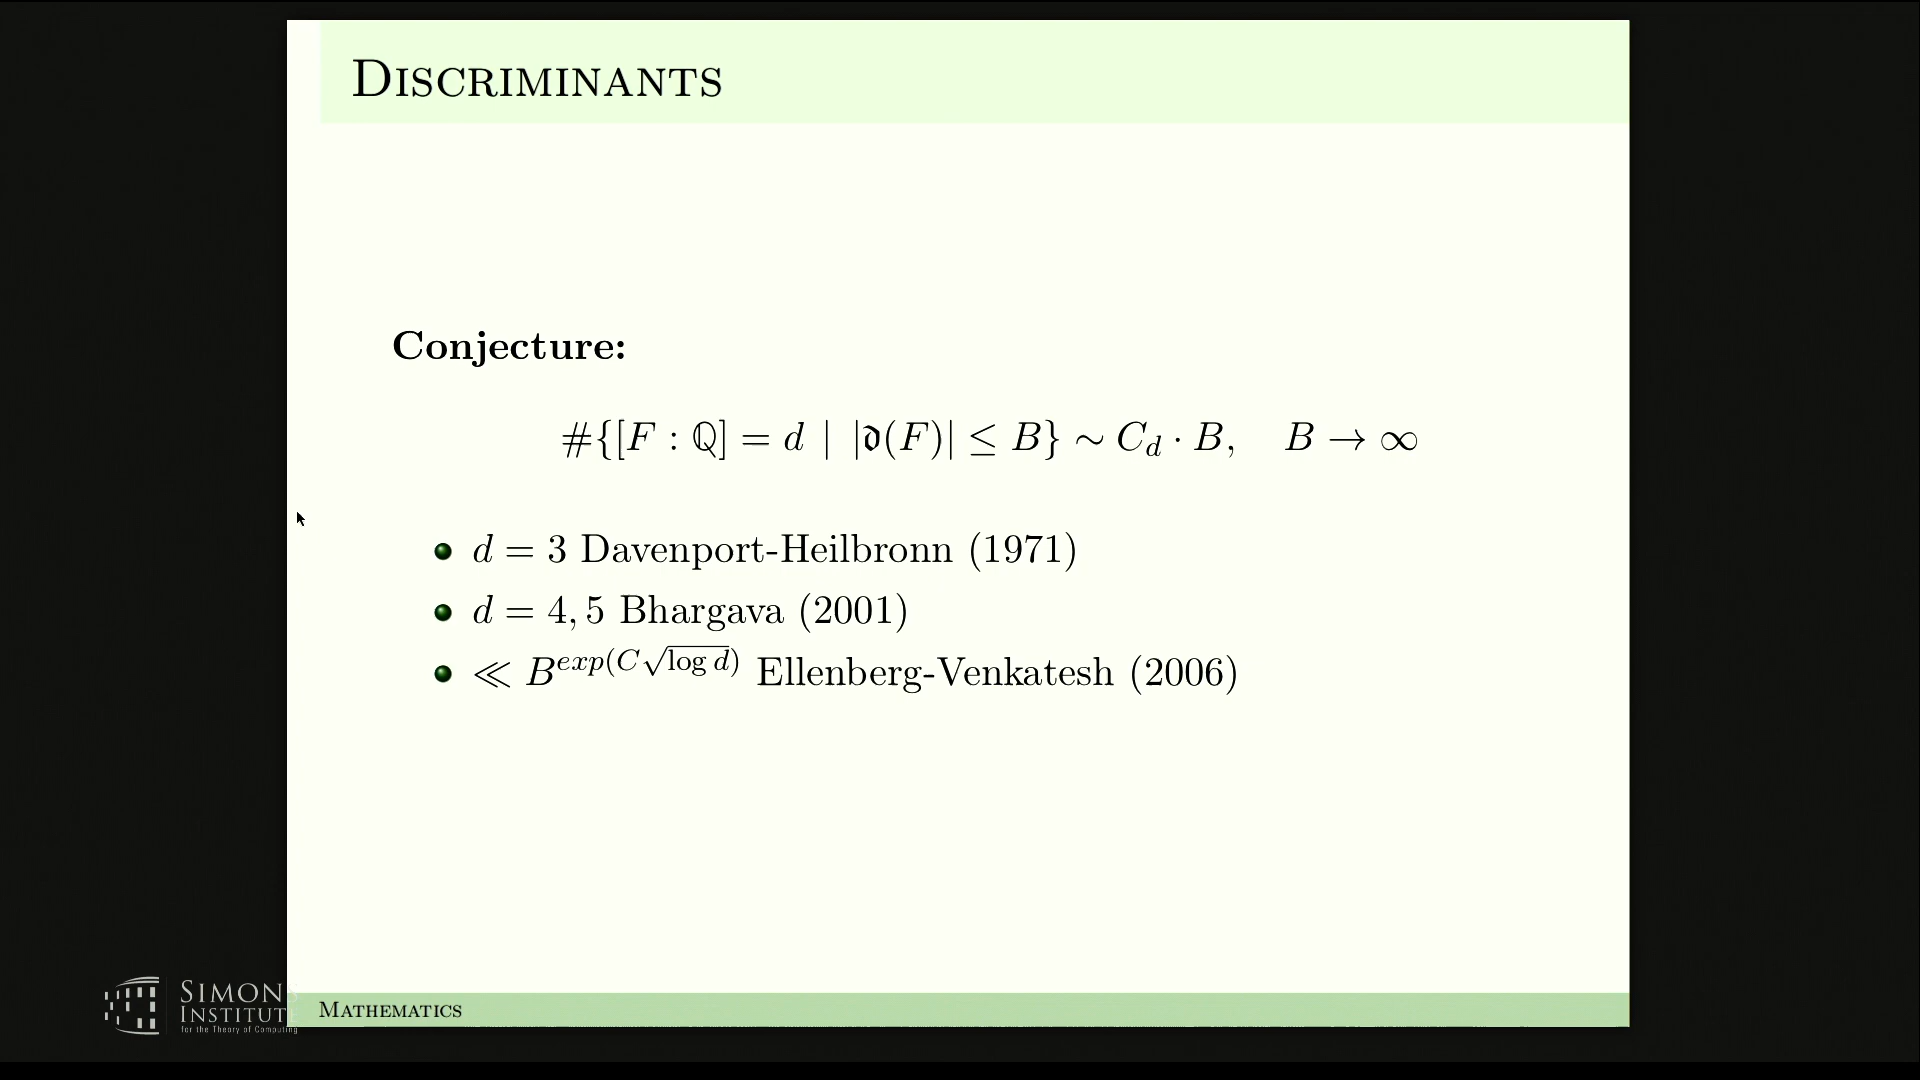 DISCRIMINANTS
Conjecture:
#{[F : ℚ] = d | |𝔡(F)| ≤ B} ∼ C_d · B, B → ∞
• d = 3 Davenport-Heilbronn (1971)
• d = 4, 5 Bhargava (2001)
• ≪ B^{exp(C√(log d))} Ellenberg-Venkatesh (2006)
MATHEMATICS
SIMONS
INSTITUT
for the Theory of Computing